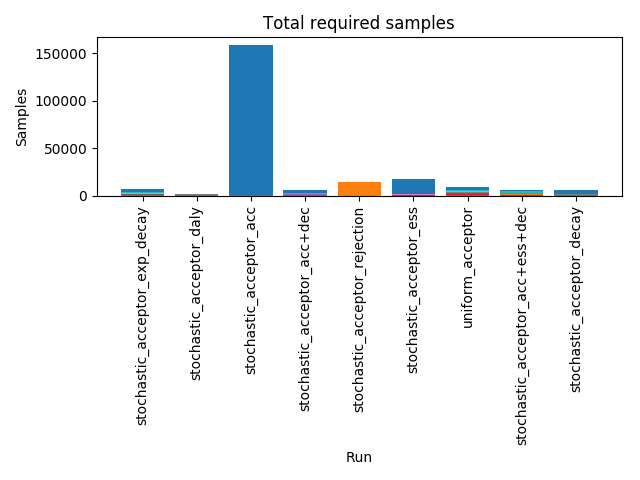 Total required samples
Samples
150000
100000
50000
0
stochastic_acceptor_exp_decay
stochastic_acceptor_daly
stochastic_acceptor_acc
stochastic_acceptor_acc+dec
stochastic_acceptor_rejection
stochastic_acceptor_ess
uniform_acceptor
stochastic_acceptor_acc+ess+dec
stochastic_acceptor_decay
Run